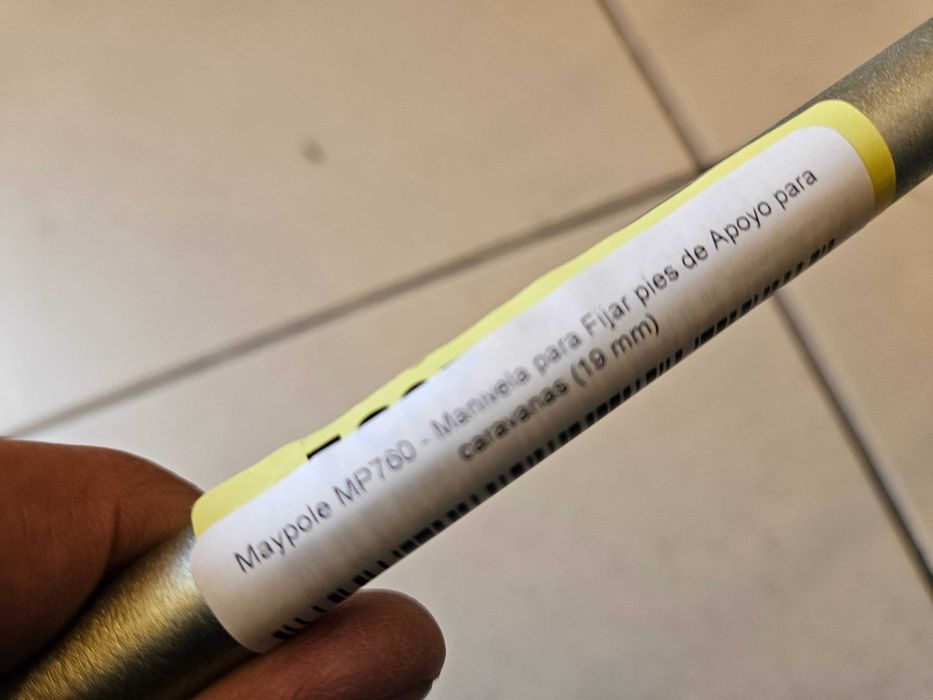 Maypole MP760 - Manivela para Fijar pies de Apoyo para
caravanas (19 mm)